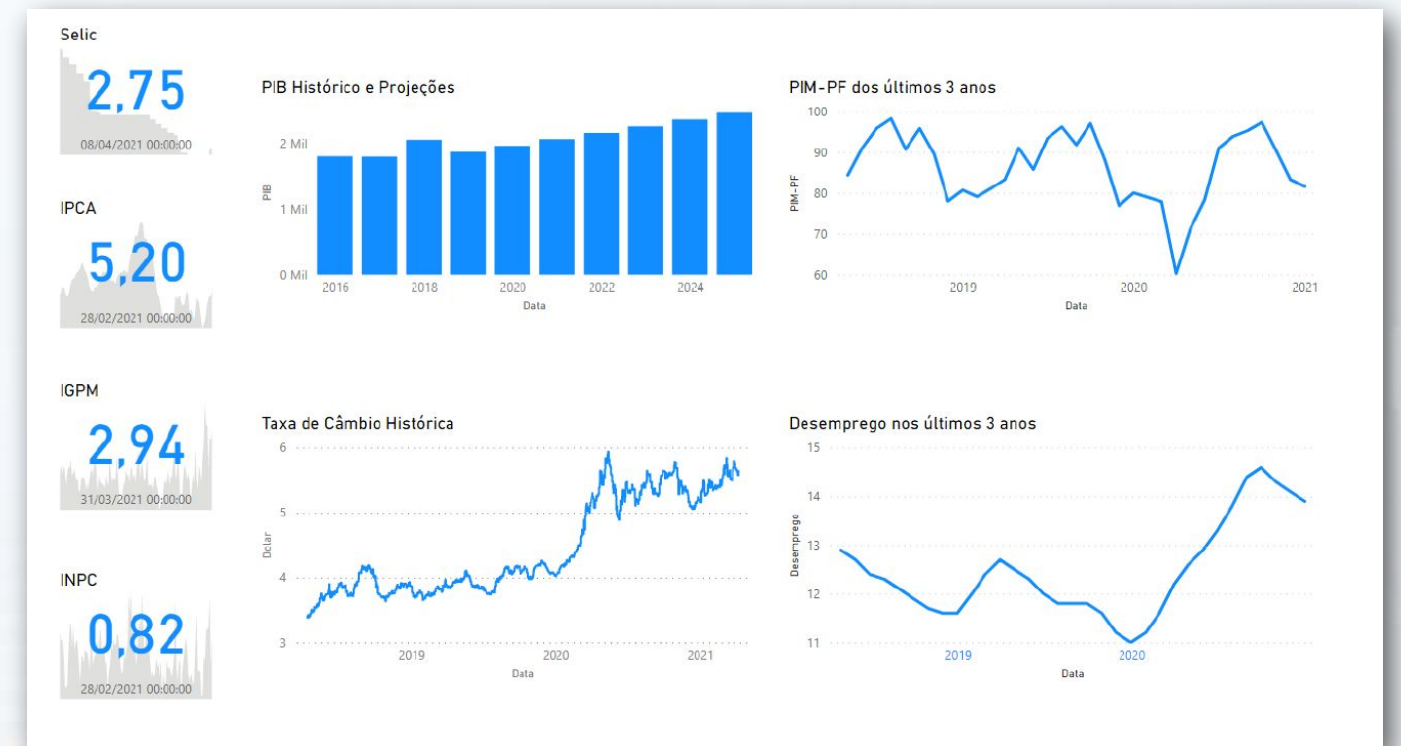 Selic
2,75
08/04/2021 00:00:00
IPCA
5,20
28/02/2021 00:00:00
IGPM
2,94
31/03/2021 00:00:00
INPC
0,82
28/02/2021 00:00:00
PIB Histórico e Projeções
PIB
2 Mil
1 Mil
0 Mil
2016 2018 2020 2022 2024
Data
PIM-PF dos últimos 3 anos
PIM-PF
100
90
80
70
60
2019 2020 2021
Data
Taxa de Câmbio Histórica
Dolar
6
5
4
3
2019 2020 2021
Data
Desemprego nos últimos 3 anos
Desemprego
15
14
13
12
11
2019 2020
Data